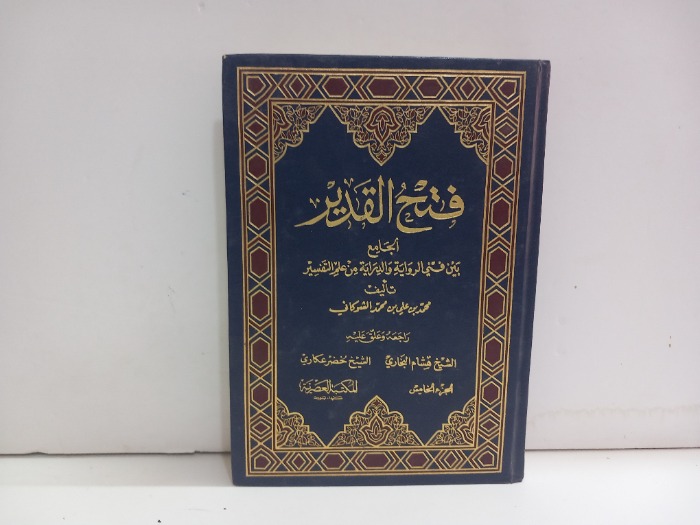 فتح القدير
الجامع
بين فني الرواية والدراية من علم التفسير
تأليف
محمد بن علي بن محمد الشوكاني
راجعه وعلق عليه
الشيخ هشام البخاري الشيخ خضر عكاري
الجزء الخامس المكتبة العصرية